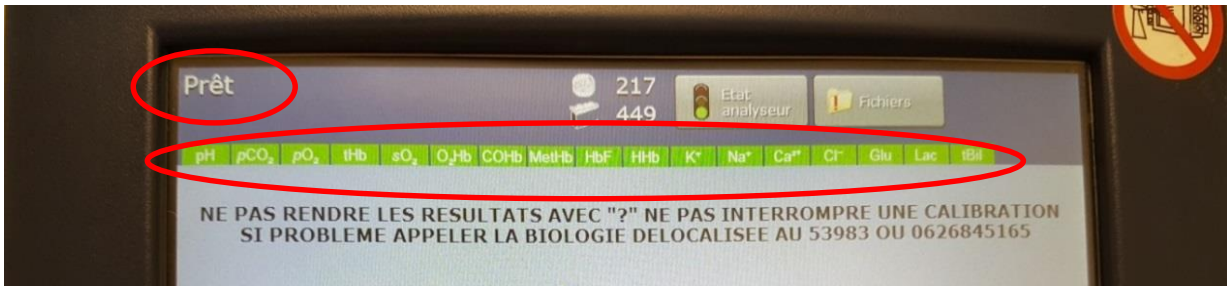 Prêt
217
449
Etat
analyseur
Fichiers
pH pCO₂ pO₂ tHb sO₂ O₂Hb COHb MetHb HbF HHb K⁺ Na⁺ Ca²⁺ Cl⁻ Glu Lac tBil
NE PAS RENDRE LES RESULTATS AVEC "?" NE PAS INTERROMPRE UNE CALIBRATION
SI PROBLEME APPELER LA BIOLOGIE DELOCALISEE AU 53983 OU 0626845165